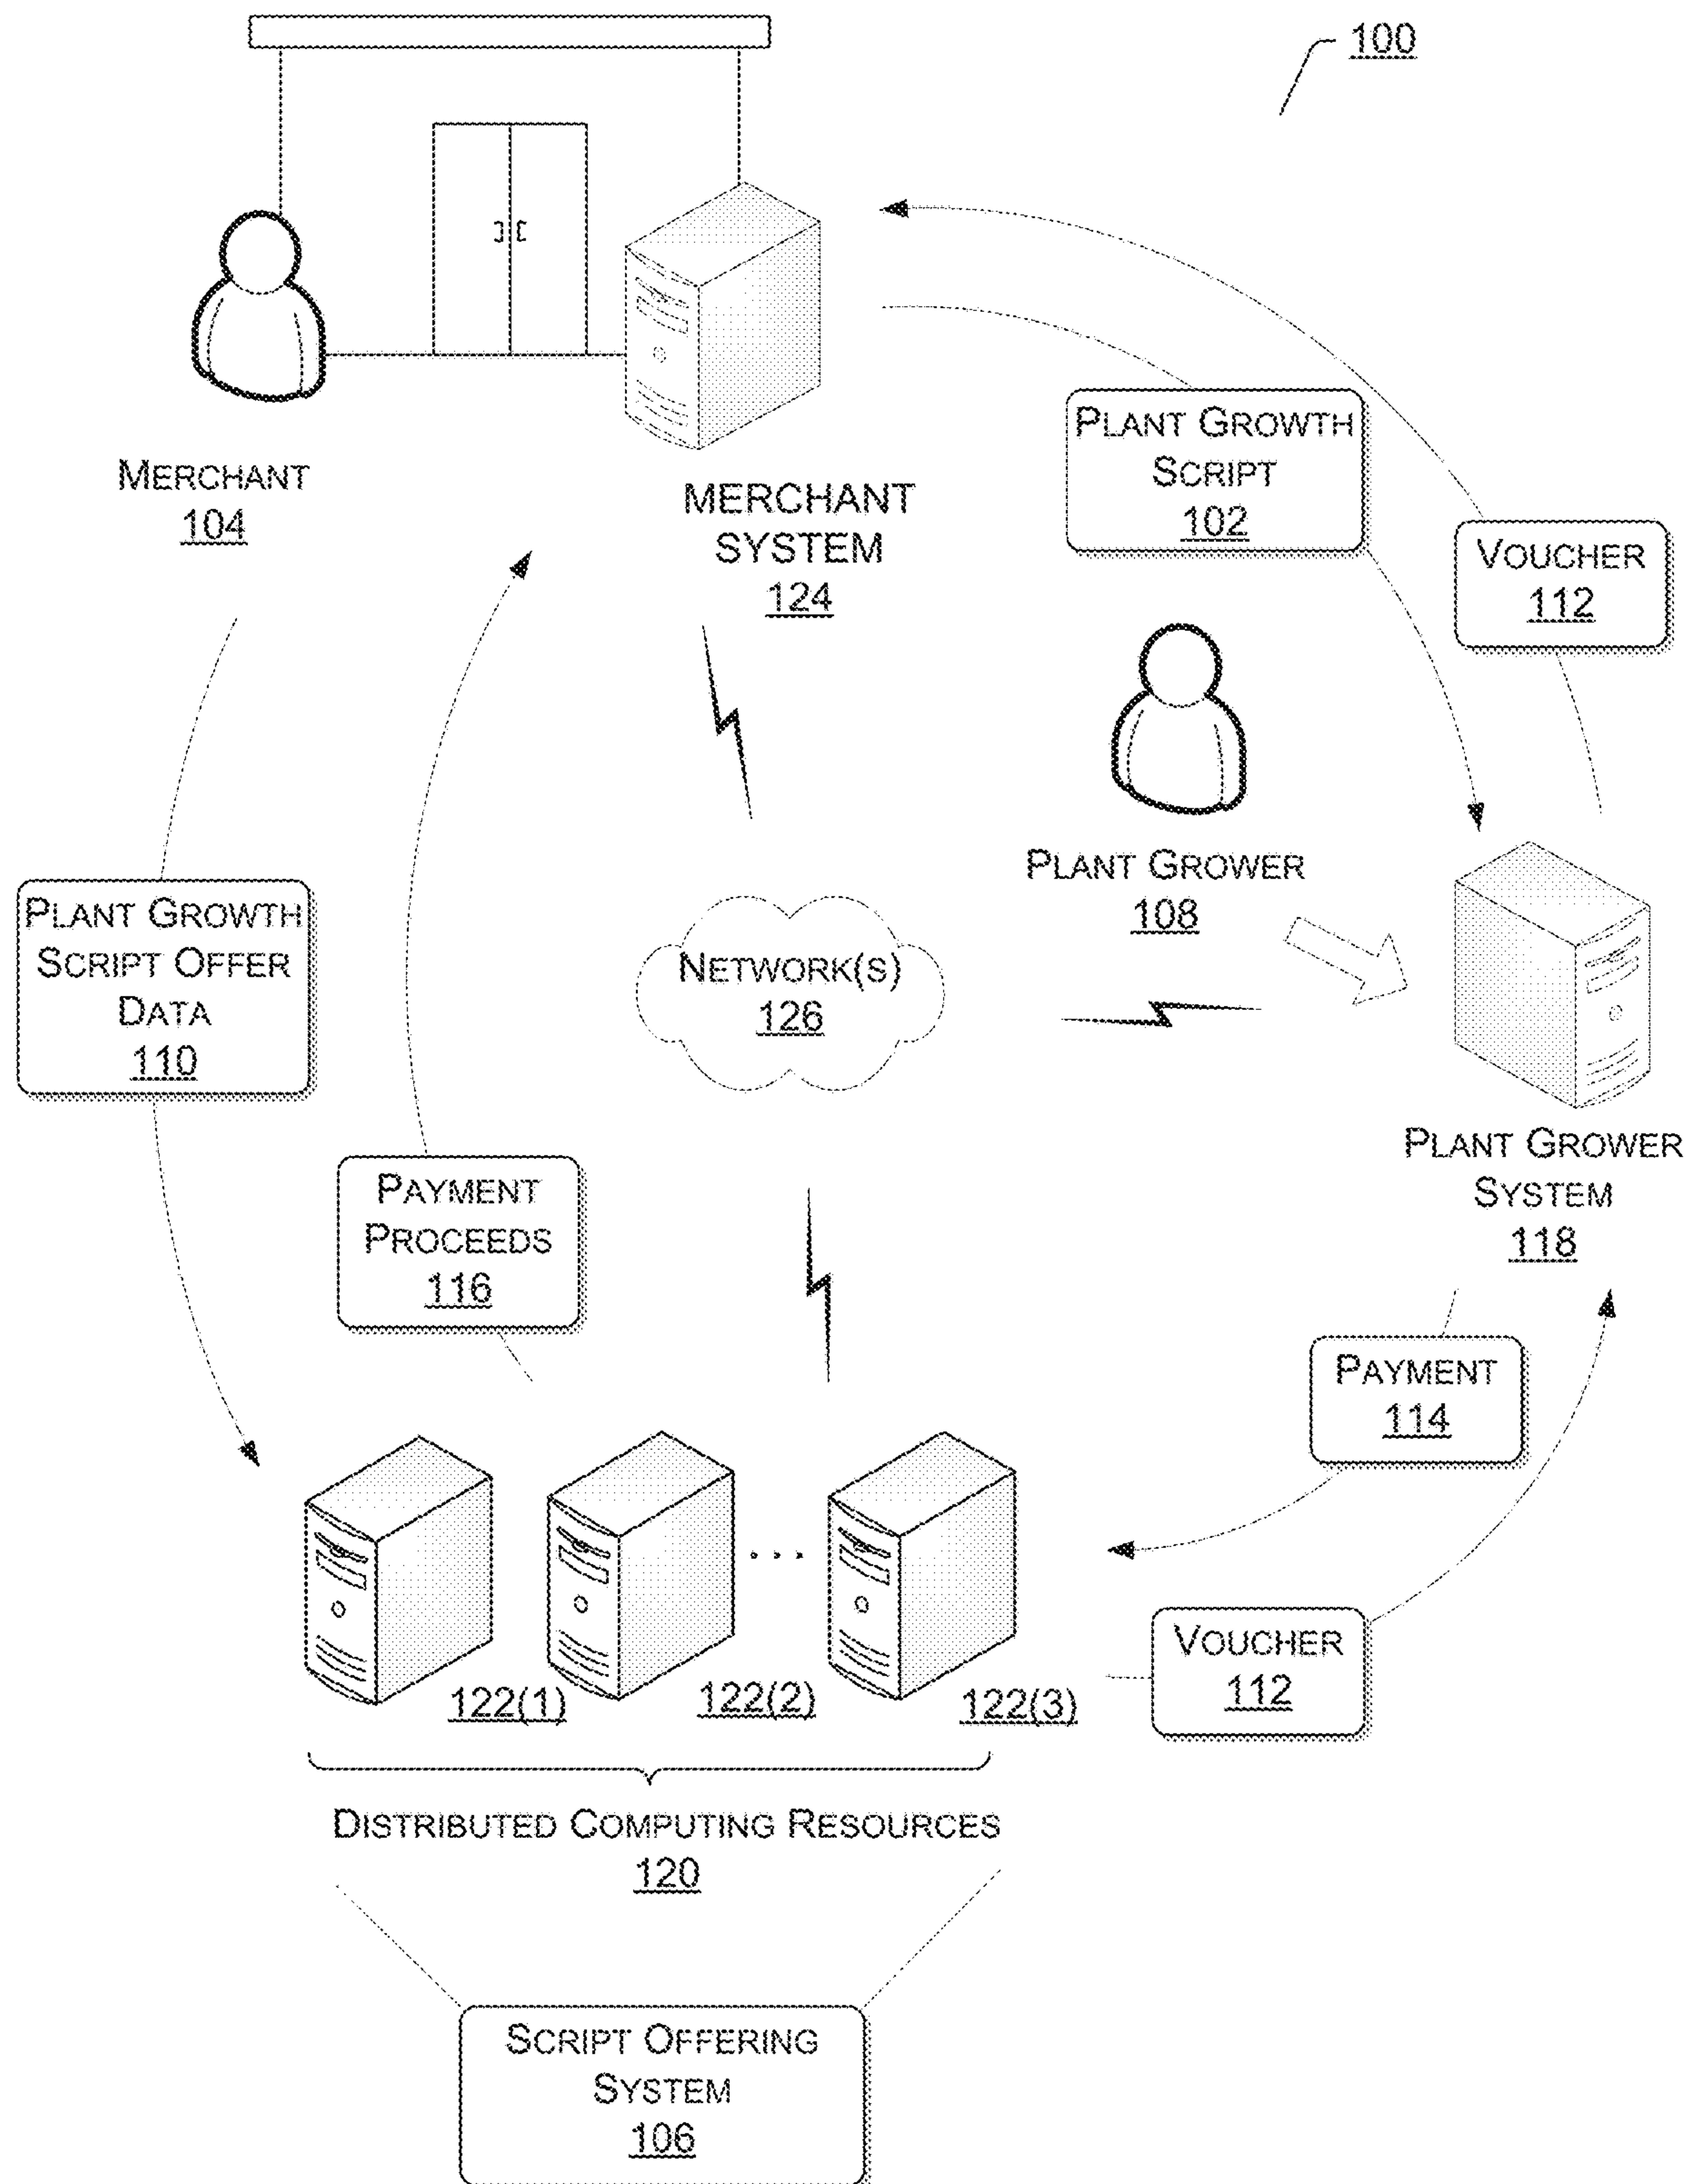 100
MERCHANT
104
MERCHANT
SYSTEM
124
PLANT GROWTH
SCRIPT
102
VOUCHER
112
PLANT GROWER
108
PLANT GROWTH
SCRIPT OFFER
DATA
110
NETWORK(S)
126
PLANT GROWER
SYSTEM
118
PAYMENT
PROCEEDS
116
PAYMENT
114
VOUCHER
112
122(1)
122(2)
122(3)
DISTRIBUTED COMPUTING RESOURCES
120
SCRIPT OFFERING
SYSTEM
106